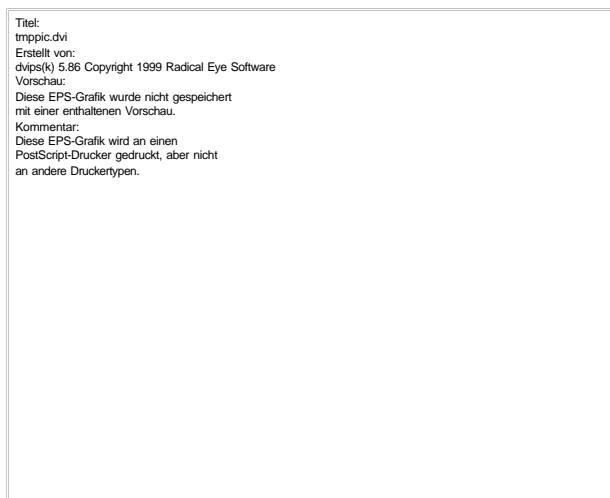 Titel:
tmppic.dvi
Erstellt von:
dvips(k) 5.86 Copyright 1999 Radical Eye Software
Vorschau:
Diese EPS-Grafik wurde nicht gespeichert
mit einer enthaltenen Vorschau.
Kommentar:
Diese EPS-Grafik wird an einen
PostScript-Drucker gedruckt, aber nicht
an andere Druckertypen.